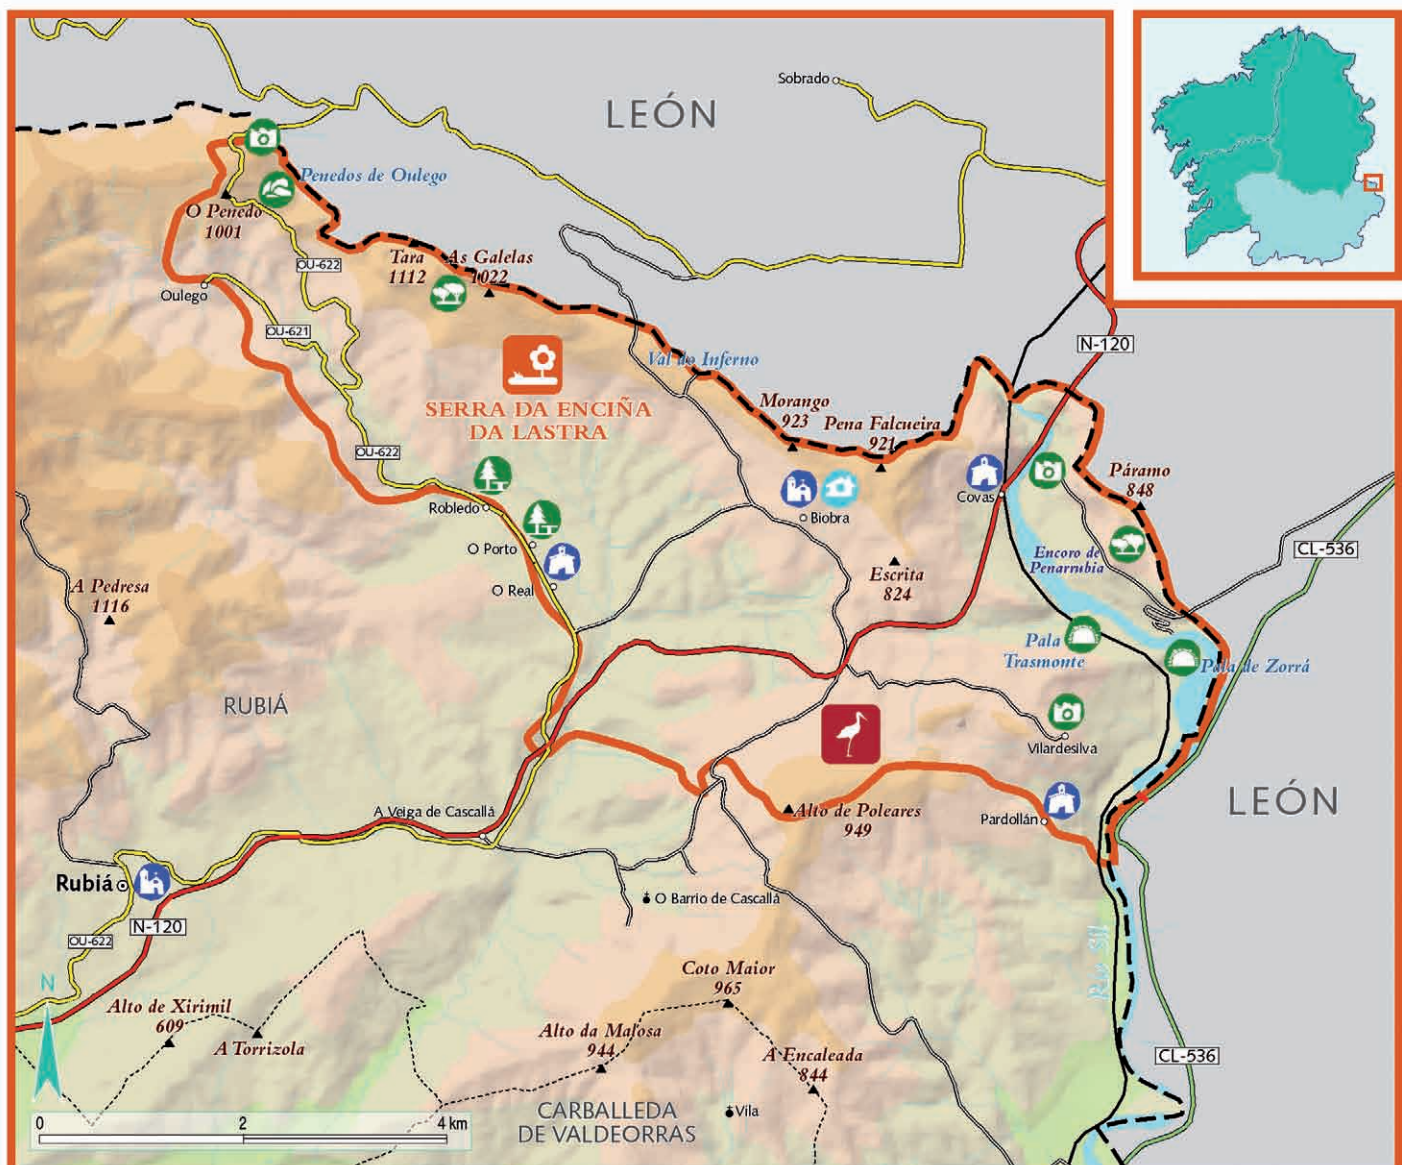 Sobrado
LEÓN
Penedos de Oulego
O Penedo
1001
OU-622
Tara
1112
As Galelas
1022
Oulego
OU-621
Val do Inferno
N-120
SERRA DA ENCIÑA
DA LASTRA
Morango
923
Pena Falcueira
921
OU-622
Robledo
Covas
Páramo
848
Biobra
O Porto
Encoro de
Penarrubia
CL-536
O Real
Escrita
824
A Pedresa
1116
Pala
Trasmonte
Pala de Zorrá
RUBIÁ
Vilardesilva
LEÓN
A Veiga de Cascallá
Alto de Poleares
949
Pardollán
Rubiá
O Barrio de Cascallá
N-120
OU-622
Río Sil
N
Coto Maior
965
Alto de Xirimil
609
A Torrizola
Alto da Mallosa
944
A Encaleada
844
CL-536
CARBALLEDA
DE VALDEORRAS
Vila
0 2 4 km